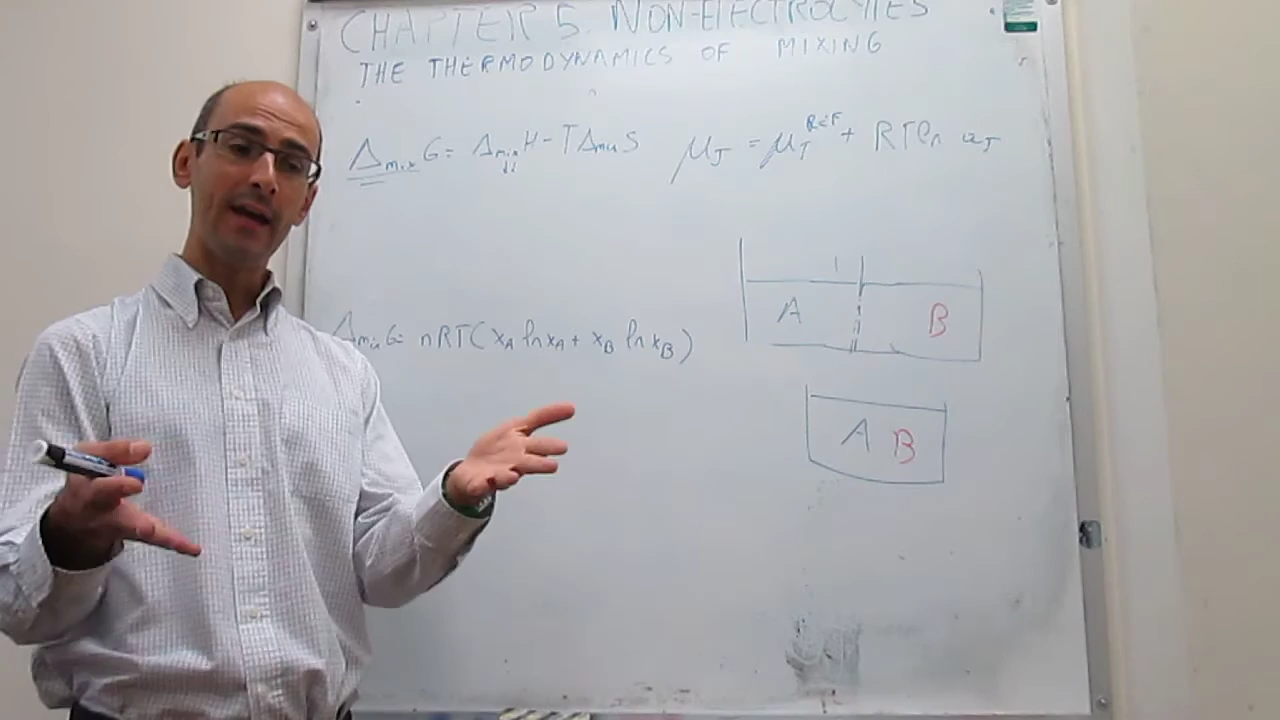 CHAPTER 5. NON-ELECTROLYTES
THE THERMODYNAMICS OF MIXING
Δmix G = Δmix H - TΔmix S
μJ = μJ^REF + RT ln aJ
A
B
Δmix G = nRT(xA ln xA + xB ln xB)
A B